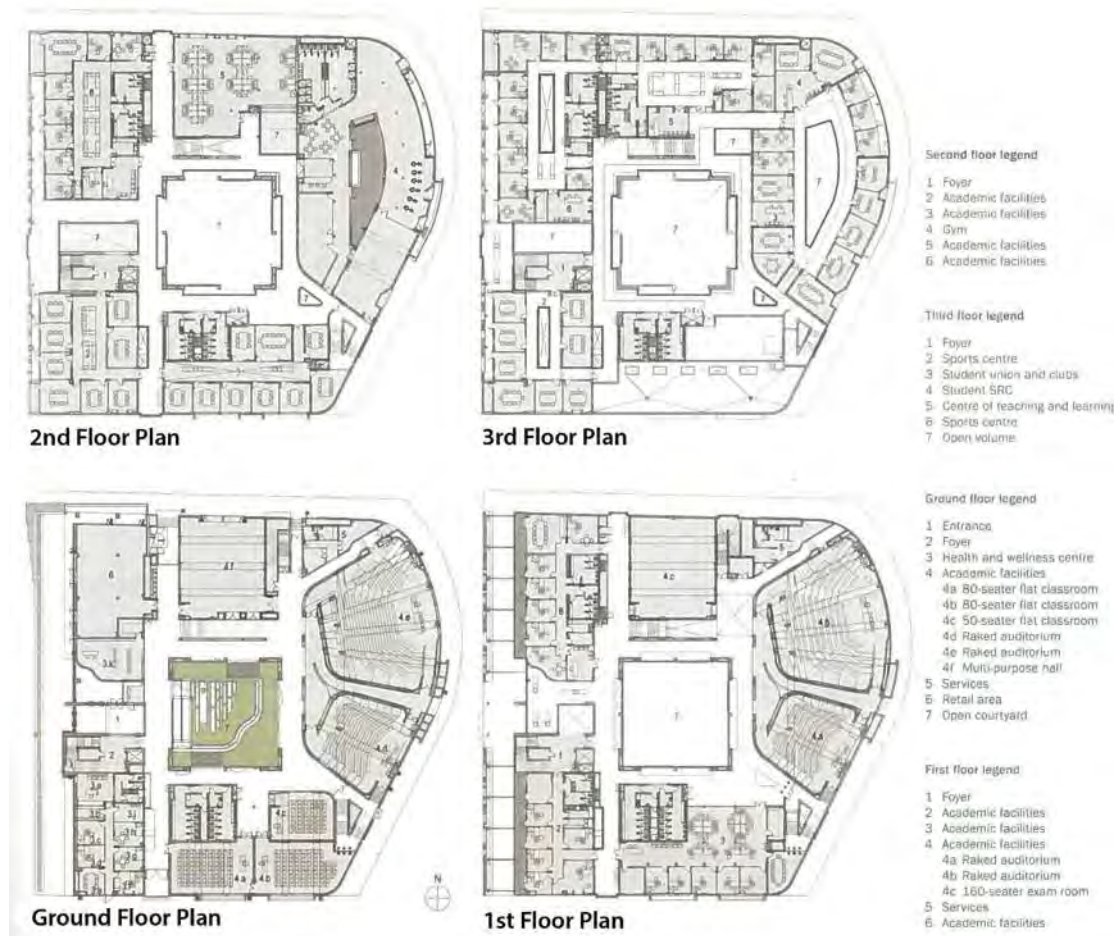 2nd Floor Plan
3rd Floor Plan
Second floor legend
1 Foyer
2 Academic facilities
3 Academic facilities
4 Gym
5 Academic facilities
6 Academic facilities
Third floor legend
1 Foyer
2 Sports centre
3 Student union and clubs
4 Student SRC
5 Centre of teaching and learning
6 Sports centre
7 Open volume
Ground Floor Plan
1st Floor Plan
N
Ground floor legend
1 Entrance
2 Foyer
3 Health and wellness centre
4 Academic facilities
4a 80-seater flat classroom
4b 80-seater flat classroom
4c 50-seater flat classroom
4d Raked auditorium
4e Raked auditorium
4f Multi-purpose hall
5 Services
6 Retail area
7 Open courtyard
First floor legend
1 Foyer
2 Academic facilities
3 Academic facilities
4 Academic facilities
4a Raked auditorium
4b Raked auditorium
4c 160-seater exam room
5 Services
6 Academic facilities